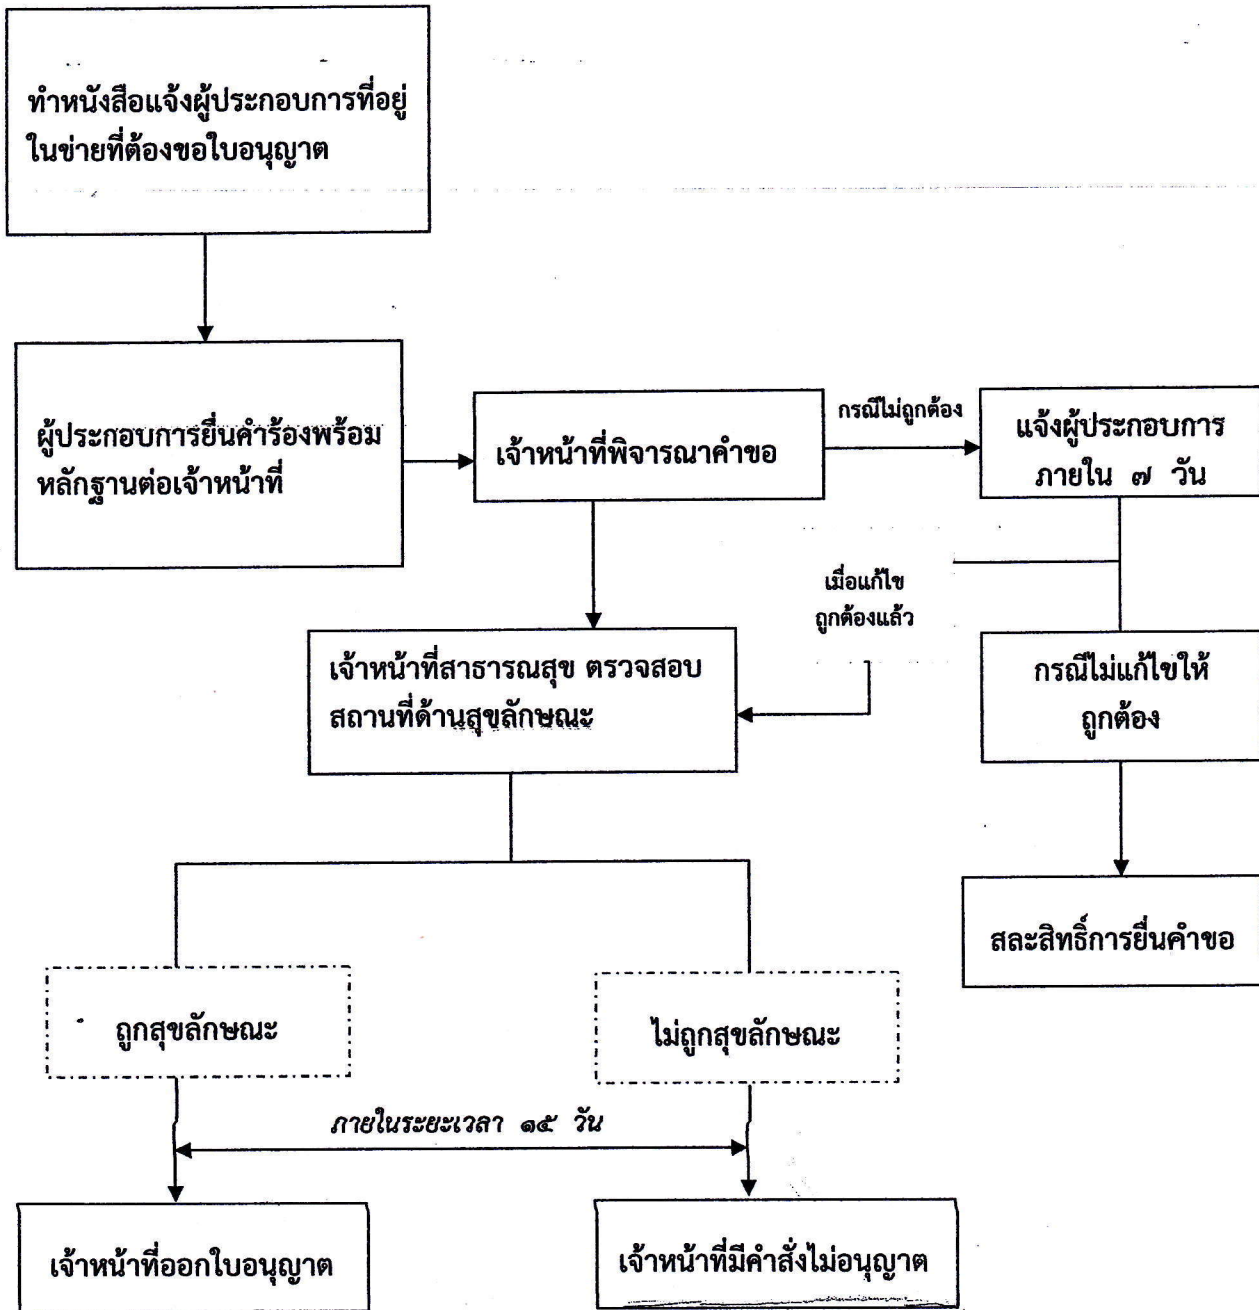 ทำหนังสือแจ้งผู้ประกอบการที่อยู่
ในข่ายที่ต้องขอใบอนุญาต
ผู้ประกอบการยื่นคำร้องพร้อม
หลักฐานต่อเจ้าหน้าที่
เจ้าหน้าที่พิจารณาคำขอ
กรณีไม่ถูกต้อง
แจ้งผู้ประกอบการ
ภายใน ๗ วัน
เมื่อแก้ไข
ถูกต้องแล้ว
เจ้าหน้าที่สาธารณสุข ตรวจสอบ
สถานที่ด้านสุขลักษณะ
กรณีไม่แก้ไขให้
ถูกต้อง
สละสิทธิ์การยื่นคำขอ
ถูกสุขลักษณะ
ไม่ถูกสุขลักษณะ
ภายในระยะเวลา ๑๕ วัน
เจ้าหน้าที่ออกใบอนุญาต
เจ้าหน้าที่มีคำสั่งไม่อนุญาต